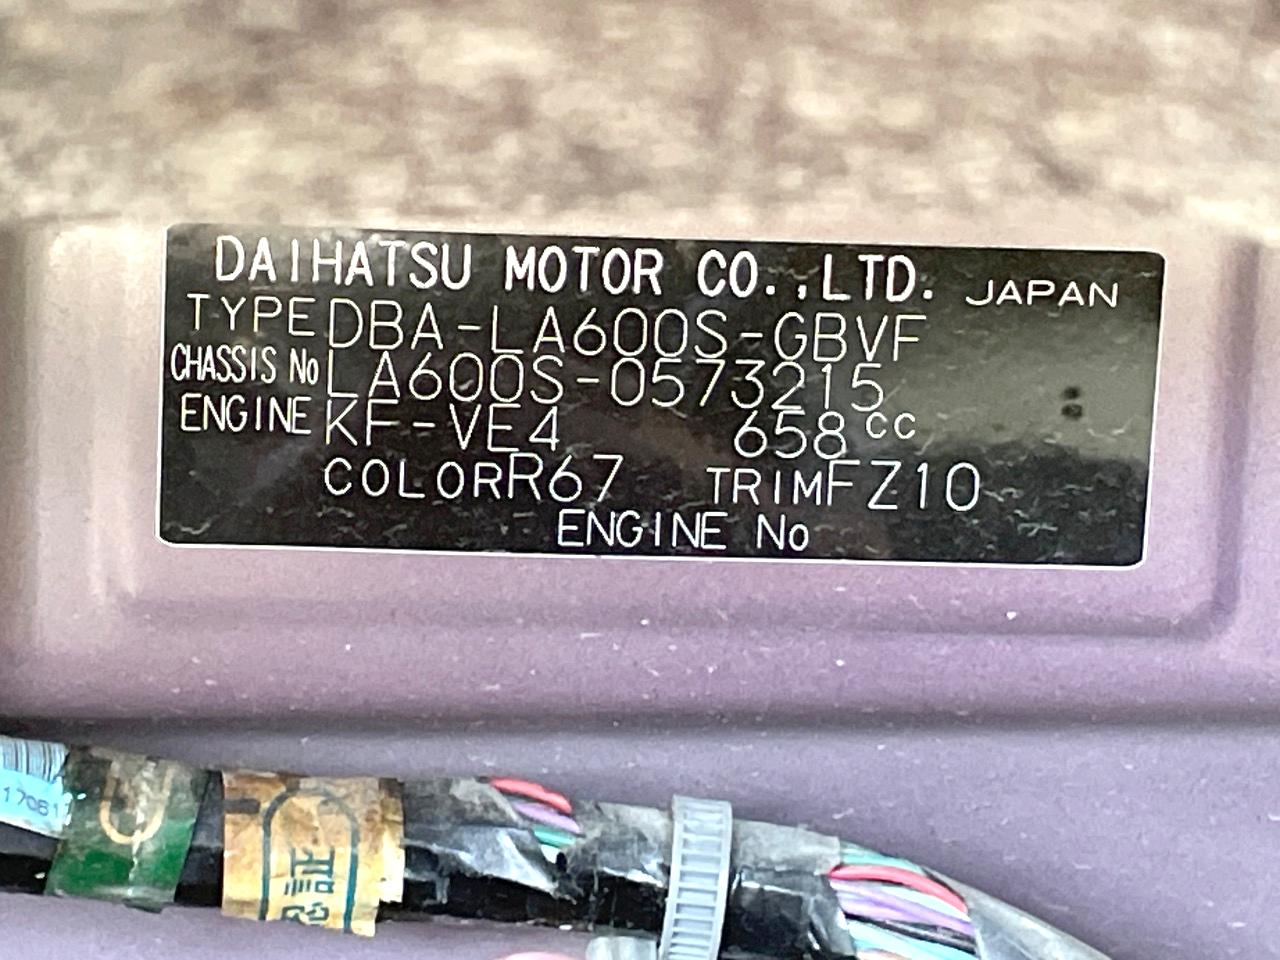 DAIHATSU MOTOR CO.,LTD. JAPAN
TYPE DBA-LA600S-GBVF
CHASSIS No LA600S-0573215
ENGINE KF-VE4 658cc
COLOR R67 TRIM FZ10
ENGINE No